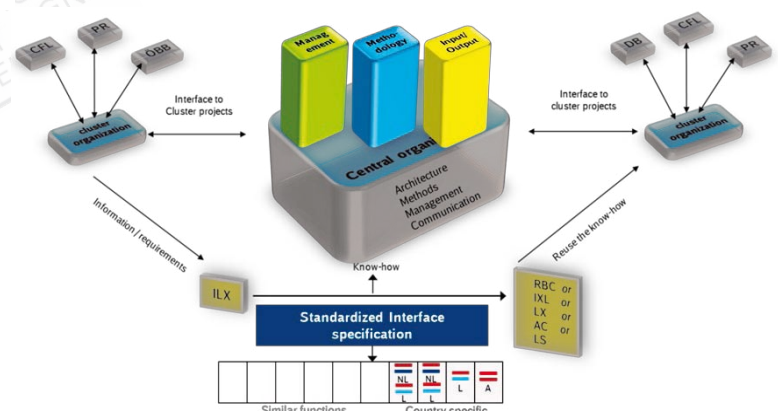 CFL
PR
ÖBB
cluster
organization
Interface to
Cluster projects
Manag
ement
Metho-
dology
Input/
Output
Central organi
Architecture
Methods
Management
Communication
Interface to
cluster projects
DB
CFL
PR
cluster
organization
Information / requirements
Know-how
Reuse the know-how
ILX
Standardized Interface
specification
RBC or
IXL or
LX or
AC or
LS
NL
NL
L
A
L
L
Similar functions
Country specific